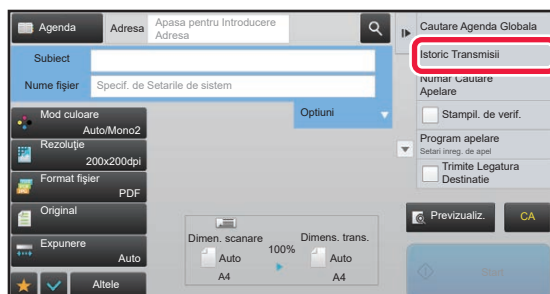 Agenda
Adresa
Apasa pentru Introducere
Adresa
Cautare Agenda Globala
Istoric Transmisii
Subiect
Nume fişier
Specif. de Setarile de sistem
Numar Cautare
Apelare
Optiuni
Stampil. de verif.
Mod culoare
Auto/Mono2
Rezoluţie
200x200dpi
Program apelare
Setari inreg. de apel
Trimite Legatura
Destinatie
Format fişier
PDF
Original
Previzualiz.
CA
Expunere
Auto
Dimen. scanare
100%
Dimens. trans.
Auto
A4
Auto
A4
Altele
Start